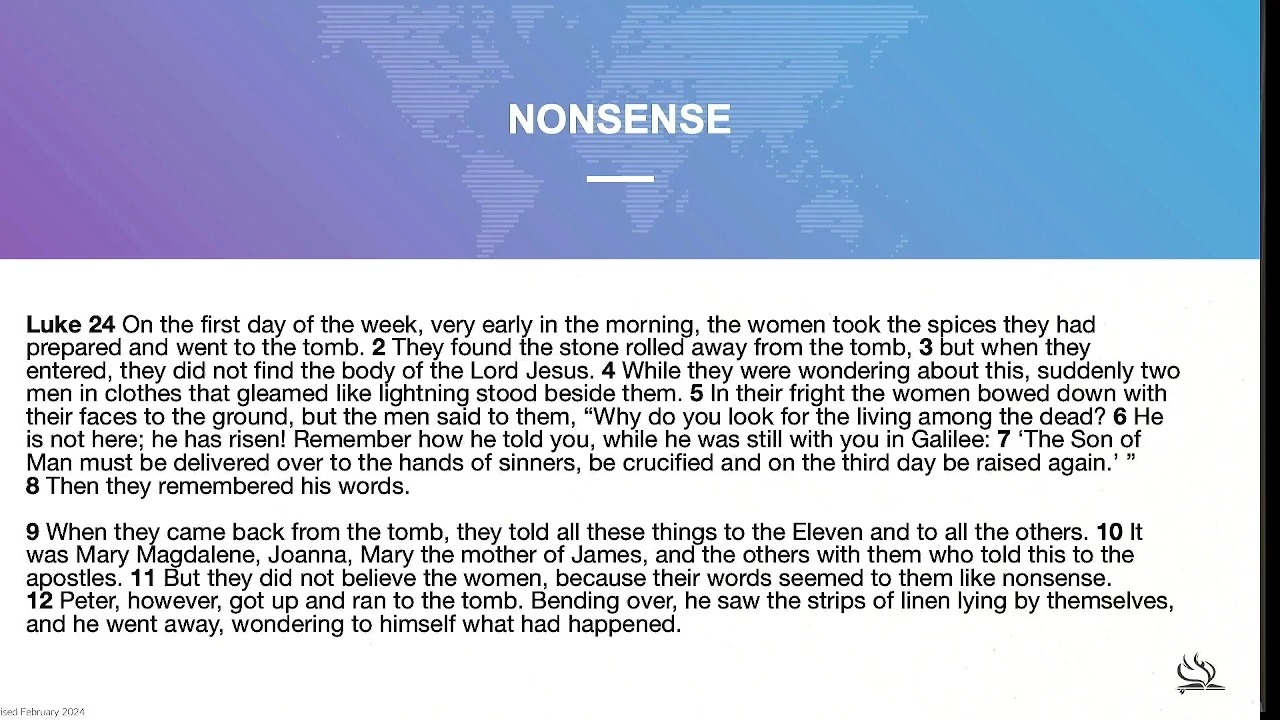 NONSENSE
Luke 24 On the first day of the week, very early in the morning, the women took the spices they had
prepared and went to the tomb. 2 They found the stone rolled away from the tomb, 3 but when they
entered, they did not find the body of the Lord Jesus. 4 While they were wondering about this, suddenly two
men in clothes that gleamed like lightning stood beside them. 5 In their fright the women bowed down with
their faces to the ground, but the men said to them, “Why do you look for the living among the dead? 6 He
is not here; he has risen! Remember how he told you, while he was still with you in Galilee: 7 ‘The Son of
Man must be delivered over to the hands of sinners, be crucified and on the third day be raised again.’ ”
8 Then they remembered his words.
9 When they came back from the tomb, they told all these things to the Eleven and to all the others. 10 It
was Mary Magdalene, Joanna, Mary the mother of James, and the others with them who told this to the
apostles. 11 But they did not believe the women, because their words seemed to them like nonsense.
12 Peter, however, got up and ran to the tomb. Bending over, he saw the strips of linen lying by themselves,
and he went away, wondering to himself what had happened.
ised February 2024